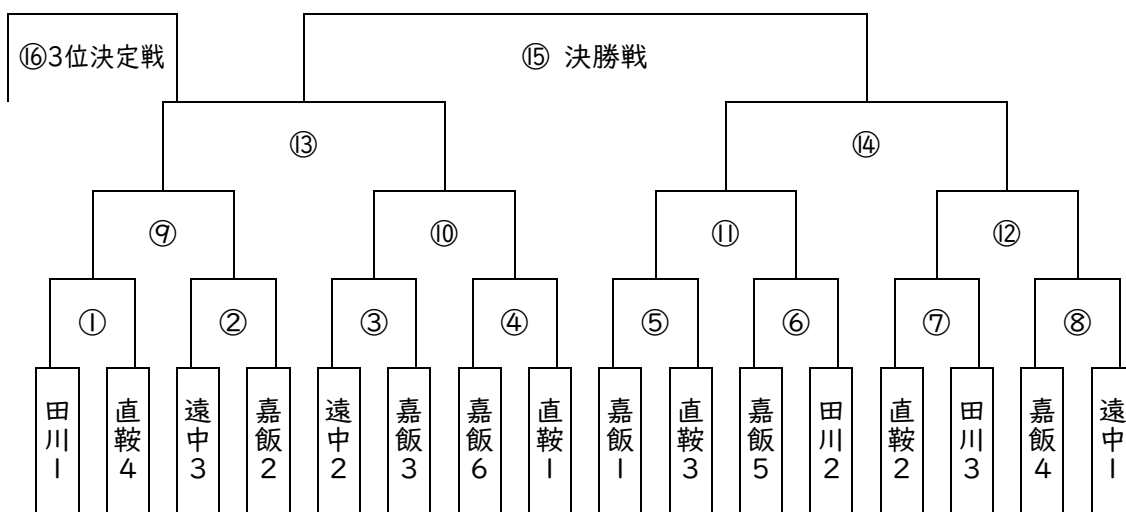 ⑯3位決定戦
⑮ 決勝戦
⑬
⑭
⑨
⑩
⑪
⑫
①
②
③
④
⑤
⑥
⑦
⑧
田川1
直鞍4
遠中3
嘉飯2
遠中2
嘉飯3
嘉飯6
直鞍1
嘉飯1
直鞍3
嘉飯5
田川2
直鞍2
田川3
嘉飯4
遠中1